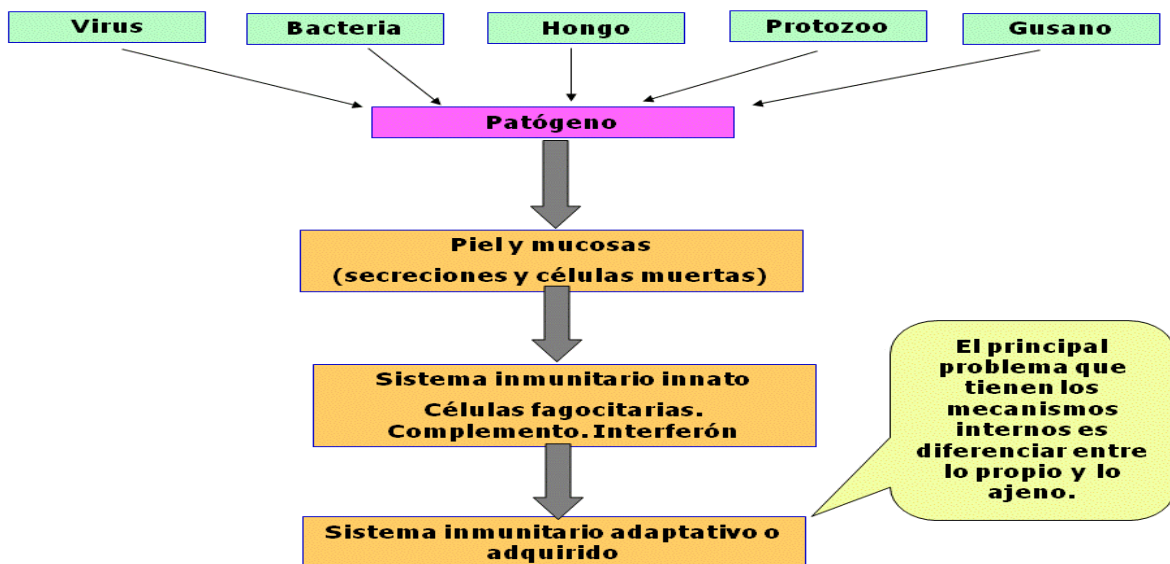 Virus
Bacteria
Hongo
Protozoo
Gusano
Patógeno
Piel y mucosas
(secreciones y células muertas)
Sistema inmunitario innato
Células fagocitarias.
Complemento. Interferón
El principal
problema que
tienen los
mecanismos
internos es
diferenciar entre
lo propio y lo
ajeno.
Sistema inmunitario adaptativo o
adquirido